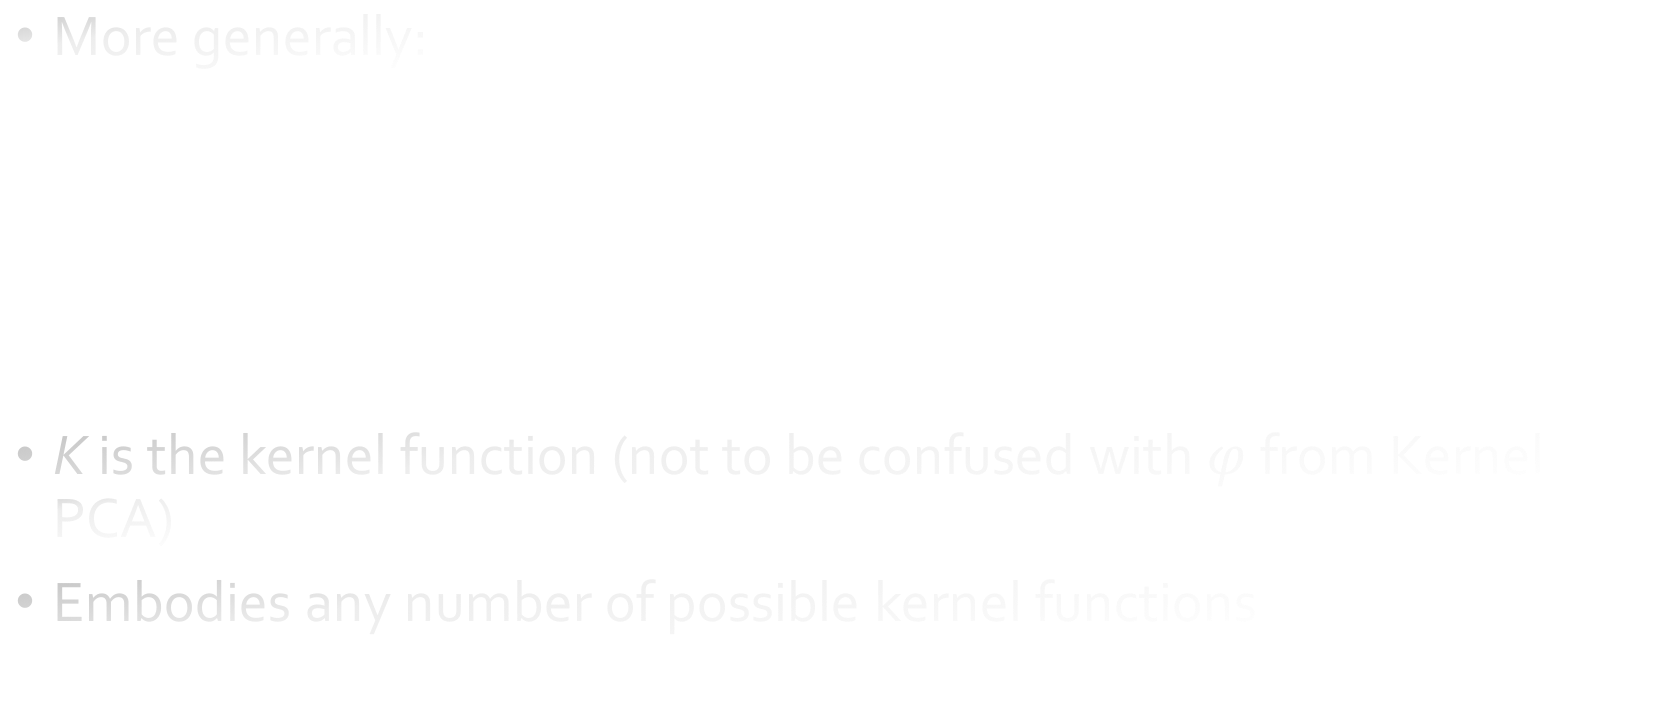 • More generally:
• K is the kernel function (not to be confused with φ from Kernel
PCA)
• Embodies any number of possible kernel functions